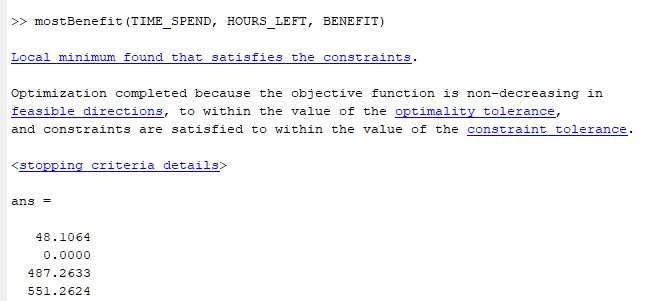 >> mostBenefit(TIME_SPEND, HOURS_LEFT, BENEFIT)
Local minimum found that satisfies the constraints.
Optimization completed because the objective function is non-decreasing in
feasible directions, to within the value of the optimality tolerance,
and constraints are satisfied to within the value of the constraint tolerance.
<stopping criteria details>
ans =
48.1064
0.0000
487.2633
551.2624